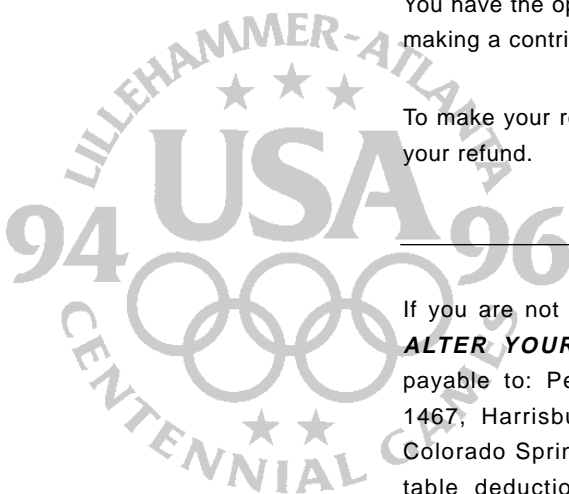 LILLEHAMMER-ATLANTA
USA
94 96
CENTENNIAL GAMES
You have the op
making a contri
To make your re
your refund.
If you are not
ALTER YOUR
payable to: Pe
1467, Harrisbu
Colorado Sprin
table deductio